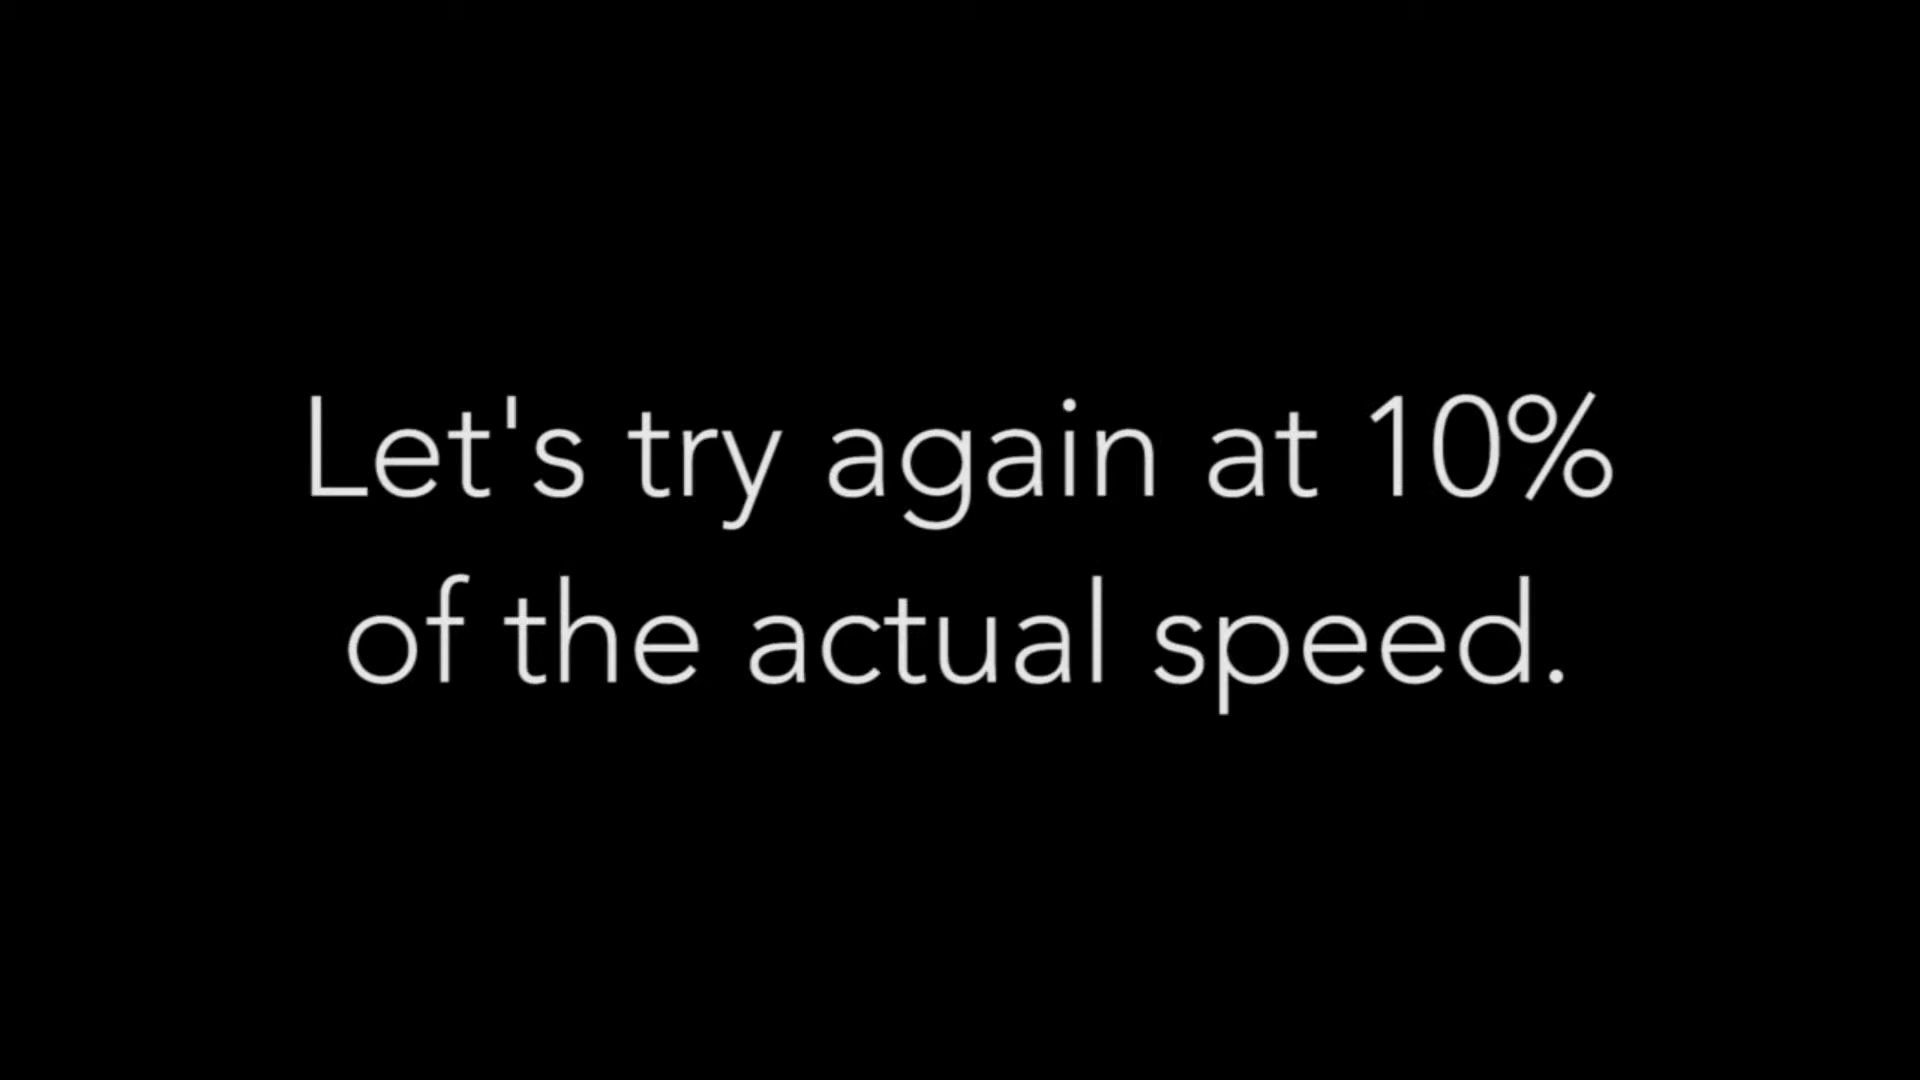 Let's try again at 10%
of the actual speed.